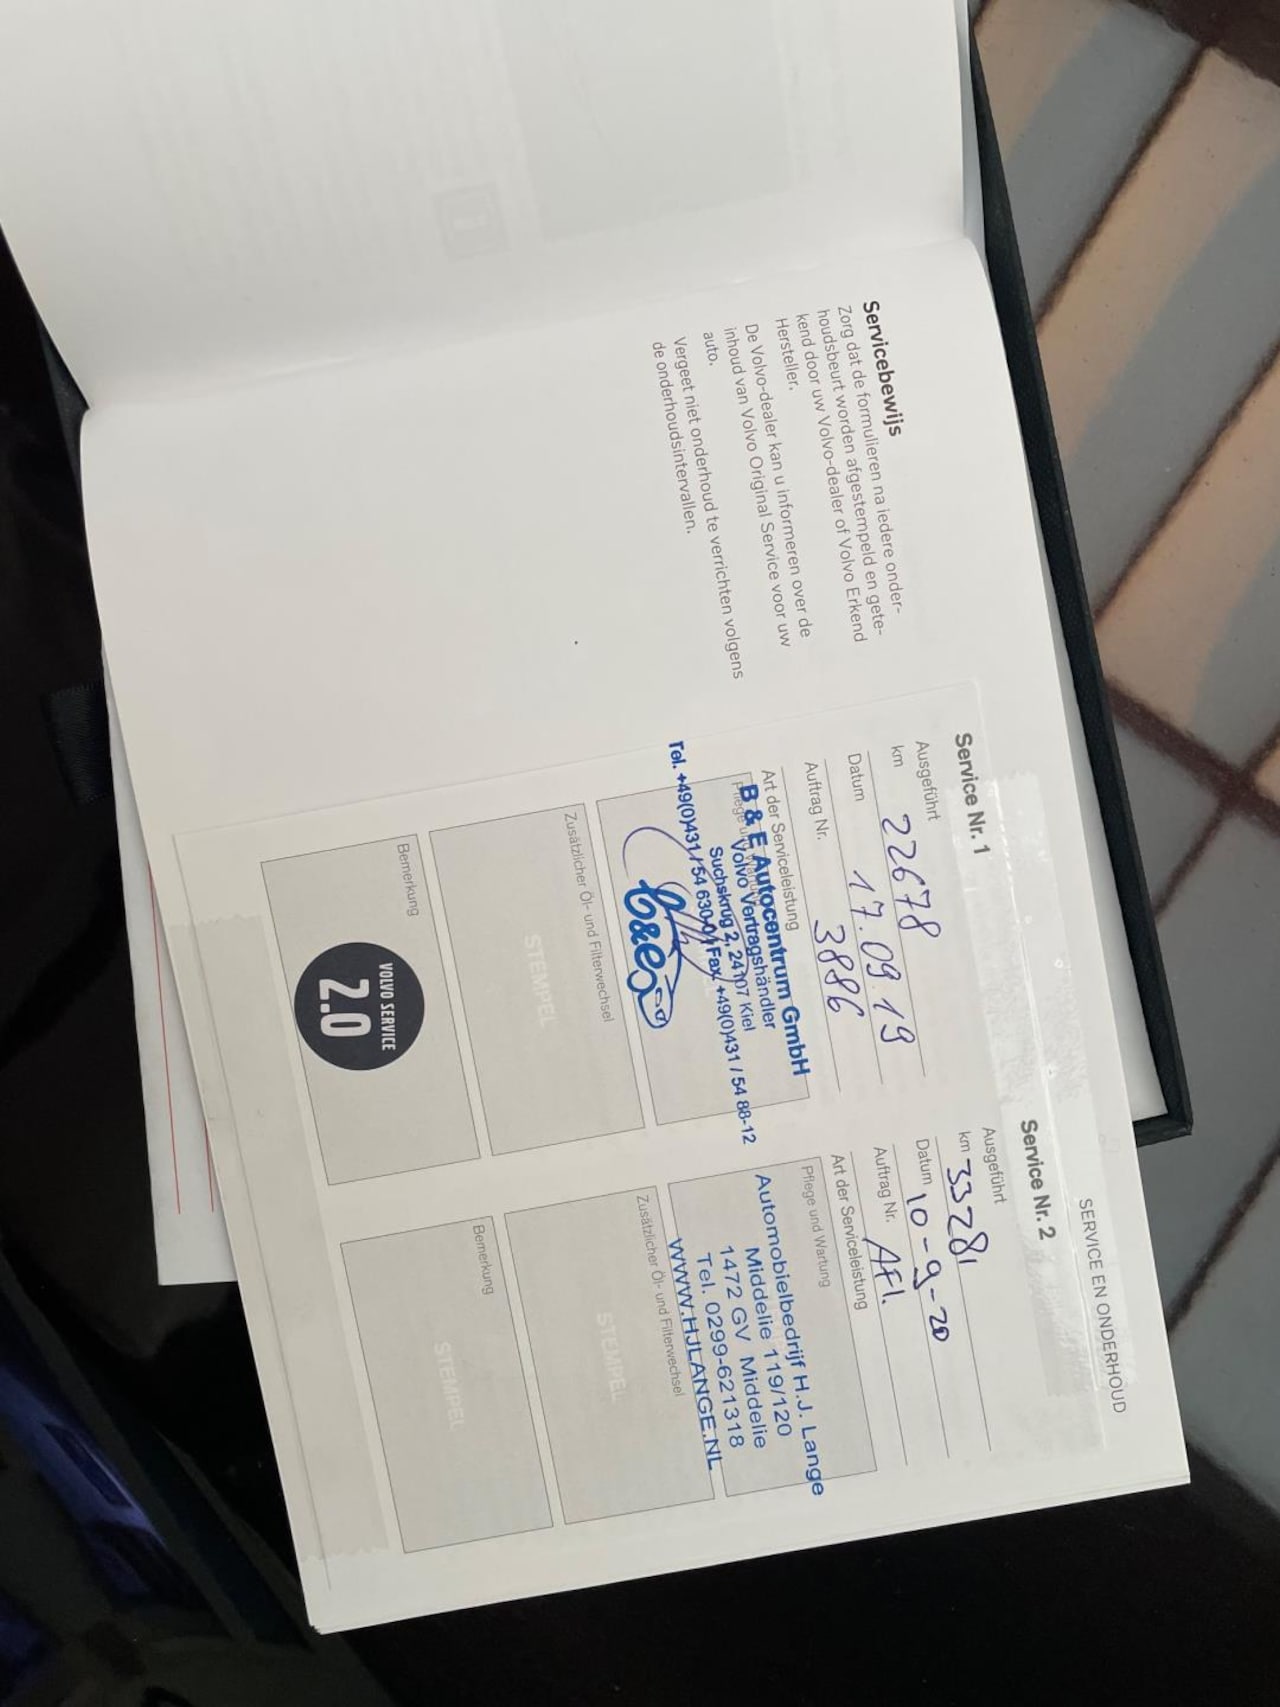 SERVICE EN ONDERHOUD
Servicebewijs
Zorg dat de formulieren na iedere onder-
houdsbeurt worden afgestempeld en gete-
kend door uw Volvo-dealer of Volvo Erkend
Hersteller.
De Volvo-dealer kan u informeren over de
inhoud van Volvo Original Service voor uw
auto.
Vergeet niet onderhoud te verrichten volgens
de onderhoudsintervallen.
Service Nr. 1
Ausgeführt
km 22678
Datum 17.09.19
Auftrag Nr. 3886
Art der Serviceleistung
Pflege und Wartung
B & E Autocentrum GmbH
Volvo Vertragshändler
Suchskrug 2, 24107 Kiel
Tel. +49(0)431 / 54 630-0 / Fax. +49(0)431 / 54 88-12
b&e
Zusätzlicher Öl- und Filterwechsel
STEMPEL
Bemerkung
VOLVO SERVICE
2.0
Service Nr. 2
Ausgeführt
km 33281
Datum 10-9-20
Auftrag Nr. AFl.
Art der Serviceleistung
Pflege und Wartung
Automobielbedrijf H.J. Lange
Middelie 119/120
1472 GV Middelie
Tel. 0299-621318
WWW.HJLANGE.NL
Zusätzlicher Öl- und Filterwechsel
STEMPEL
Bemerkung
STEMPEL